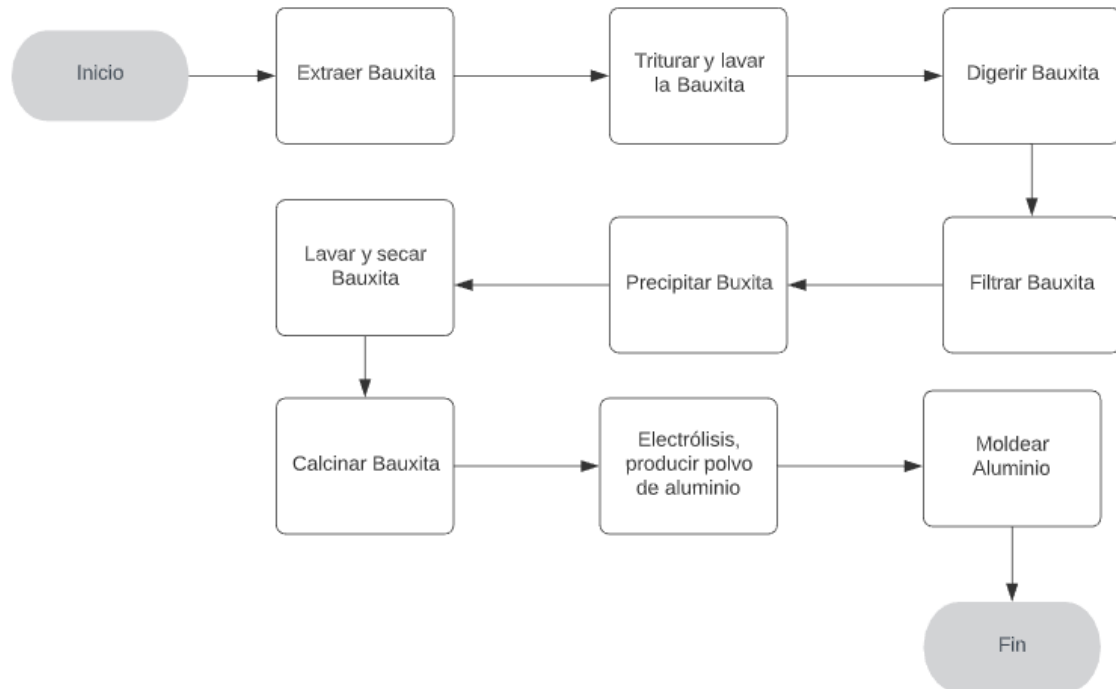 Inicio
Extraer Bauxita
Triturar y lavar
la Bauxita
Digerir Bauxita
Filtrar Bauxita
Precipitar Buxita
Lavar y secar
Bauxita
Calcinar Bauxita
Electrólisis,
producir polvo
de aluminio
Moldear
Aluminio
Fin